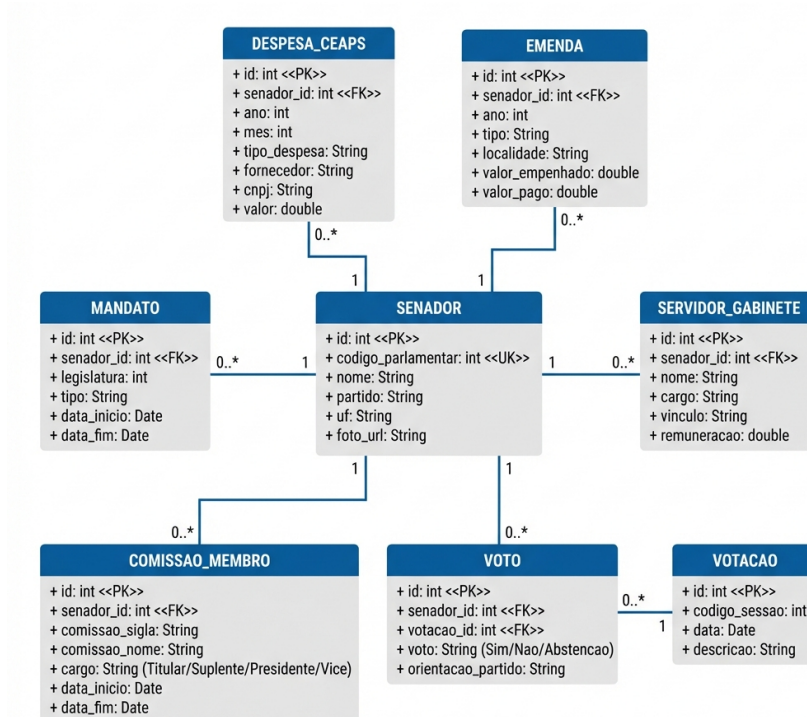 DESPESA_CEAPS
+ id: int <<PK>>
+ senador_id: int <<FK>>
+ ano: int
+ mes: int
+ tipo_despesa: String
+ fornecedor: String
+ cnpj: String
+ valor: double
0..*
1
EMENDA
+ id: int <<PK>>
+ senador_id: int <<FK>>
+ ano: int
+ tipo: String
+ localidade: String
+ valor_empenhado: double
+ valor_pago: double
0..*
1
MANDATO
+ id: int <<PK>>
+ senador_id: int <<FK>>
+ legislatura: int
+ tipo: String
+ data_inicio: Date
+ data_fim: Date
0..*
1
SENADOR
+ id: int <<PK>>
+ codigo_parlamentar: int <<UK>>
+ nome: String
+ partido: String
+ uf: String
+ foto_url: String
1
0..*
SERVIDOR_GABINETE
+ id: int <<PK>>
+ senador_id: int <<FK>>
+ nome: String
+ cargo: String
+ vinculo: String
+ remuneracao: double
1
0..*
1
0..*
COMISSAO_MEMBRO
+ id: int <<PK>>
+ senador_id: int <<FK>>
+ comissao_sigla: String
+ comissao_nome: String
+ cargo: String (Titular/Suplente/Presidente/Vice)
+ data_inicio: Date
+ data_fim: Date
VOTO
+ id: int <<PK>>
+ senador_id: int <<FK>>
+ votacao_id: int <<FK>>
+ voto: String (Sim/Nao/Abstencao)
+ orientacao_partido: String
0..*
1
VOTACAO
+ id: int <<PK>>
+ codigo_sessao: int
+ data: Date
+ descricao: String